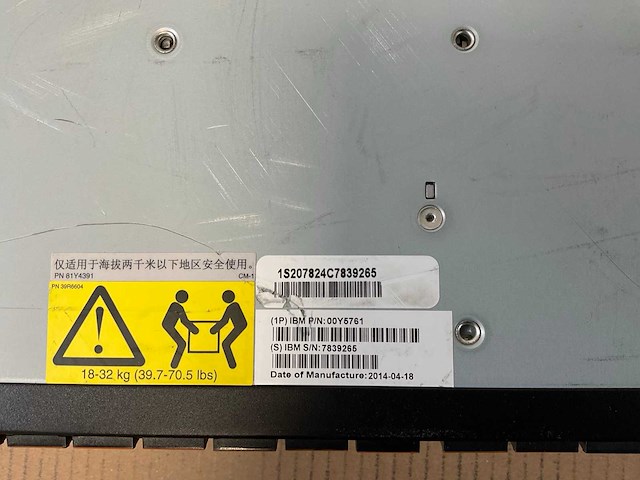 仅适用于海拔两千米以下地区安全使用。
PN 81Y4391 CM-1
PN 39R6604
18-32 kg (39.7-70.5 lbs)
1S207824C7839265
(1P) IBM P/N: 00Y5761
(S) IBM S/N: 7839265
Date of Manufacture: 2014-04-18